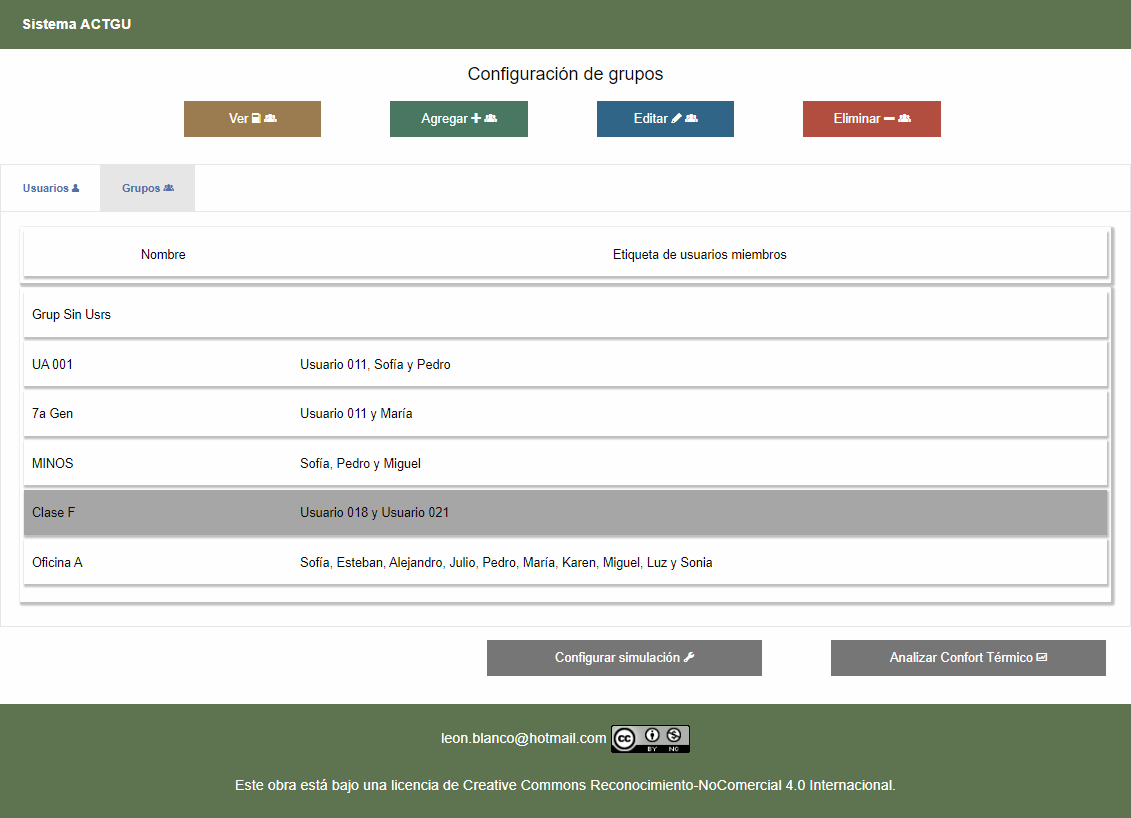 Sistema ACTGU
Configuración de grupos
Ver Agregar Editar Eliminar
Usuarios Grupos
Nombre Etiqueta de usuarios miembros
Grup Sin Usrs
UA 001 Usuario 011, Sofía y Pedro
7a Gen Usuario 011 y María
MINOS Sofía, Pedro y Miguel
Clase F Usuario 018 y Usuario 021
Oficina A Sofía, Esteban, Alejandro, Julio, Pedro, María, Karen, Miguel, Luz y Sonia
Configurar simulación Analizar Confort Térmico
leon.blanco@hotmail.com cc BY NC
Este obra está bajo una licencia de Creative Commons Reconocimiento-NoComercial 4.0 Internacional.